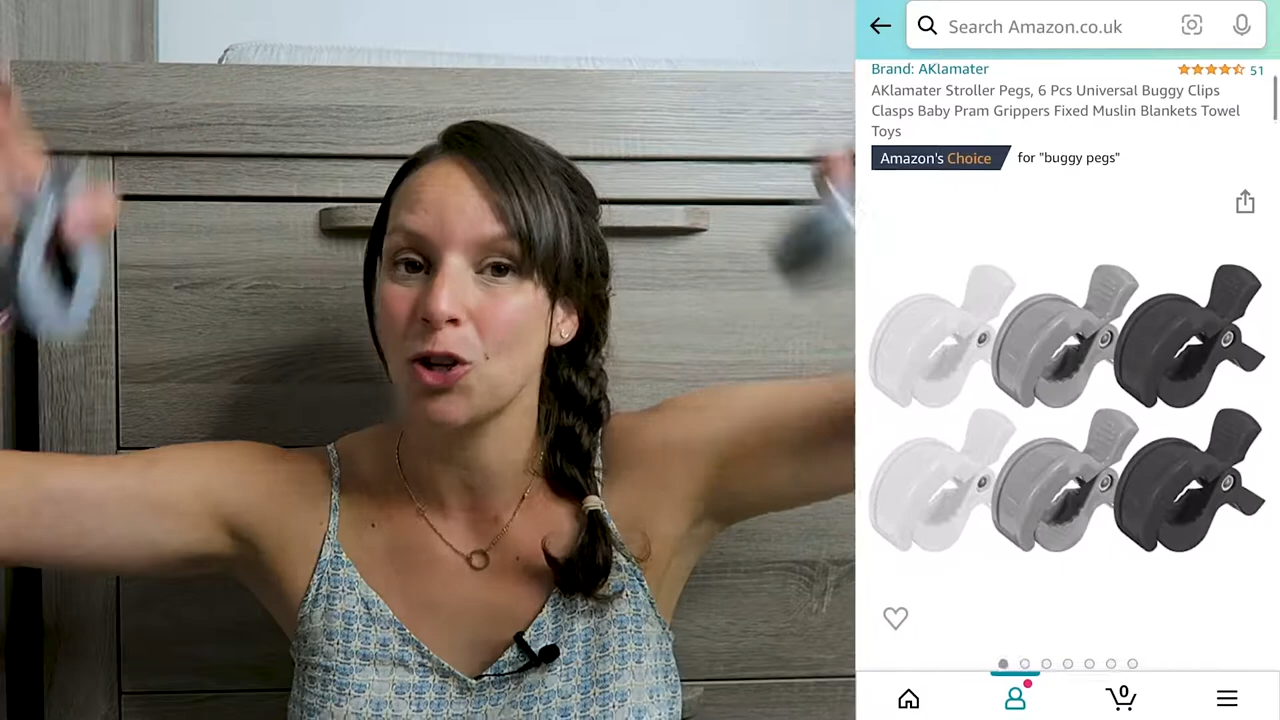 Search Amazon.co.uk
Brand: AKlamater
51
AKlamater Stroller Pegs, 6 Pcs Universal Buggy Clips
Clasps Baby Pram Grippers Fixed Muslin Blankets Towel
Toys
Amazon's Choice for "buggy pegs"
0